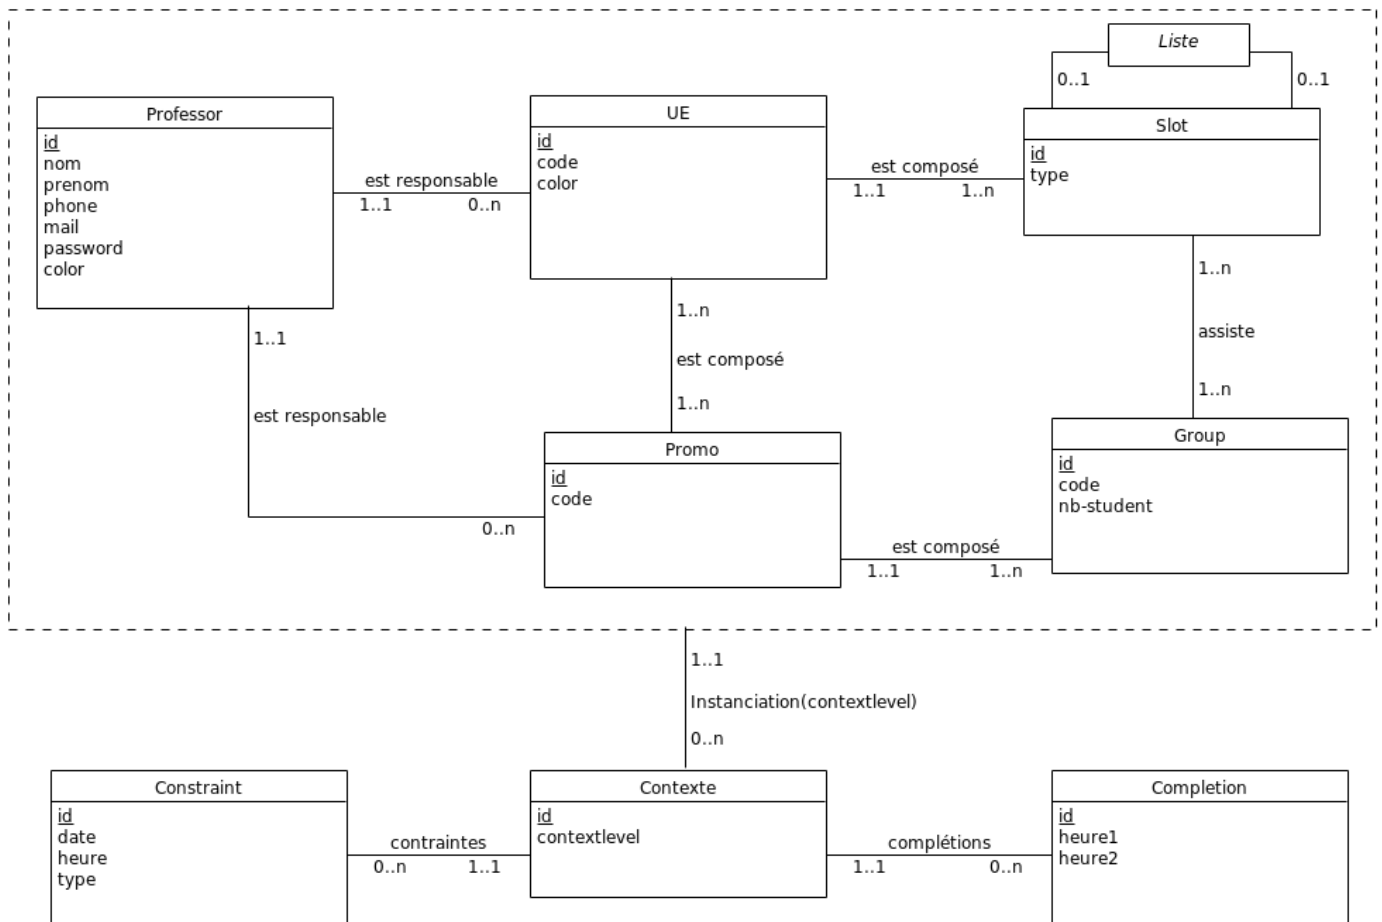 Liste
0..1
0..1
Professor
id
nom
prenom
phone
mail
password
color
est responsable
1..1
0..n
UE
id
code
color
est composé
1..1
1..n
Slot
id
type
1..1
est responsable
0..n
1..n
est composé
1..n
1..n
assiste
1..n
Promo
id
code
est composé
1..1
1..n
Group
id
code
nb-student
1..1
Instanciation(contextlevel)
0..n
Constraint
id
date
heure
type
contraintes
0..n
1..1
Contexte
id
contextlevel
complétions
1..1
0..n
Completion
id
heure1
heure2